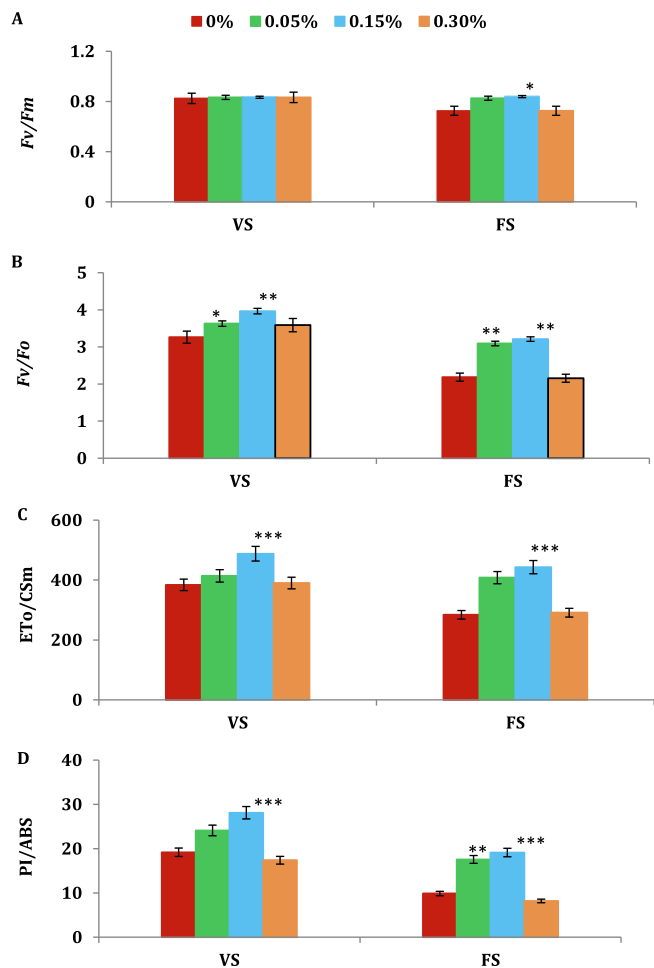 A
0% 0.05% 0.15% 0.30%
Fv/Fm
1.2
0.8
0.4
0
*
VS FS
B
Fv/Fo
5
4
3
2
1
0
* ** ** **
VS FS
C
ETo/CSm
600
400
200
0
*** ***
VS FS
D
PI/ABS
40
30
20
10
0
*** ** ***
VS FS